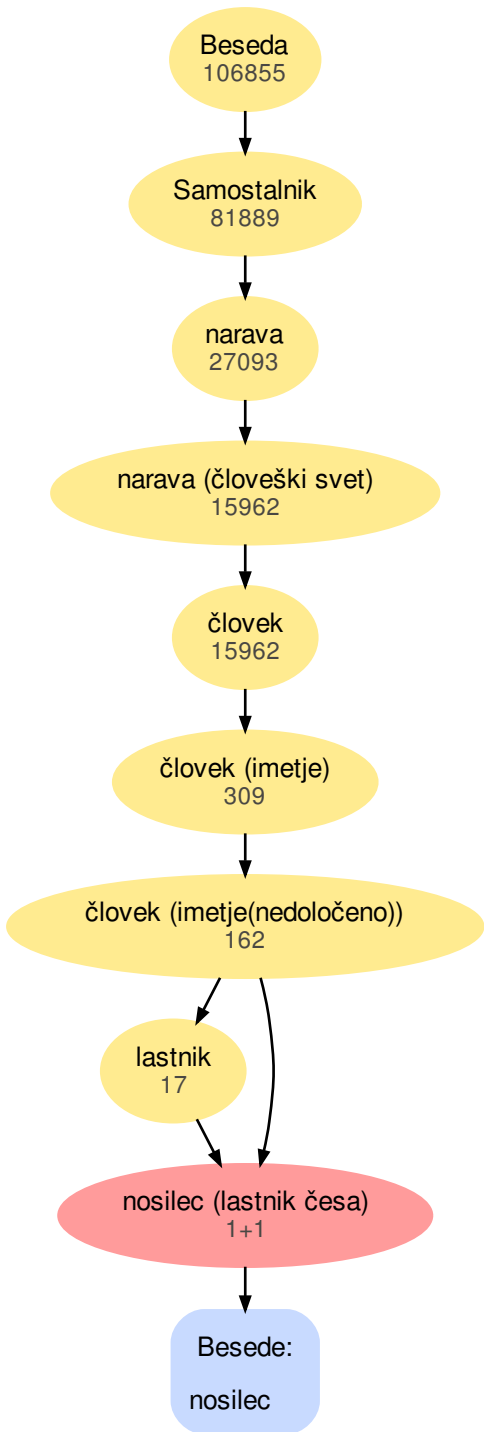 Beseda
106855
Samostalnik
81889
narava
27093
narava (človeški svet)
15962
človek
15962
človek (imetje)
309
človek (imetje(nedoločeno))
162
lastnik
17
nosilec (lastnik česa)
1+1
Besede:
nosilec